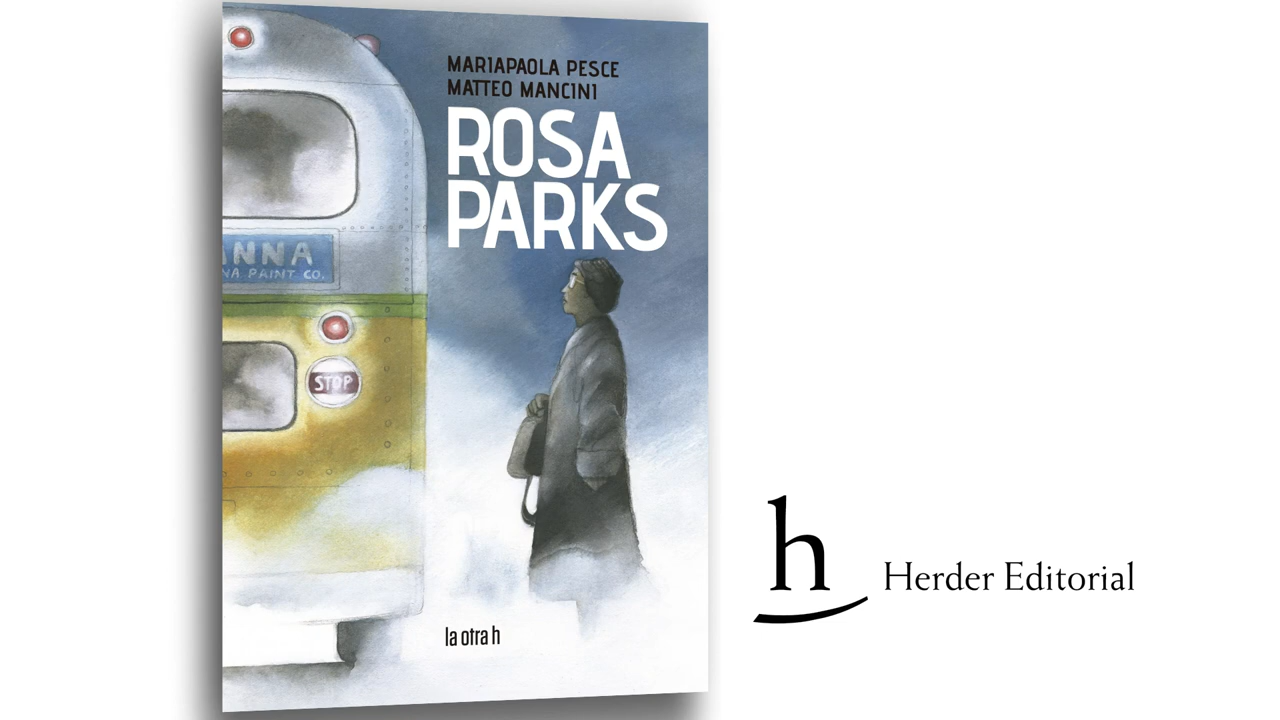 MARIAPAOLA PESCE
MATTEO MANCINI
ROSA
PARKS
NNA
NA PAINT CO.
STOP
la otra h
h
Herder Editorial